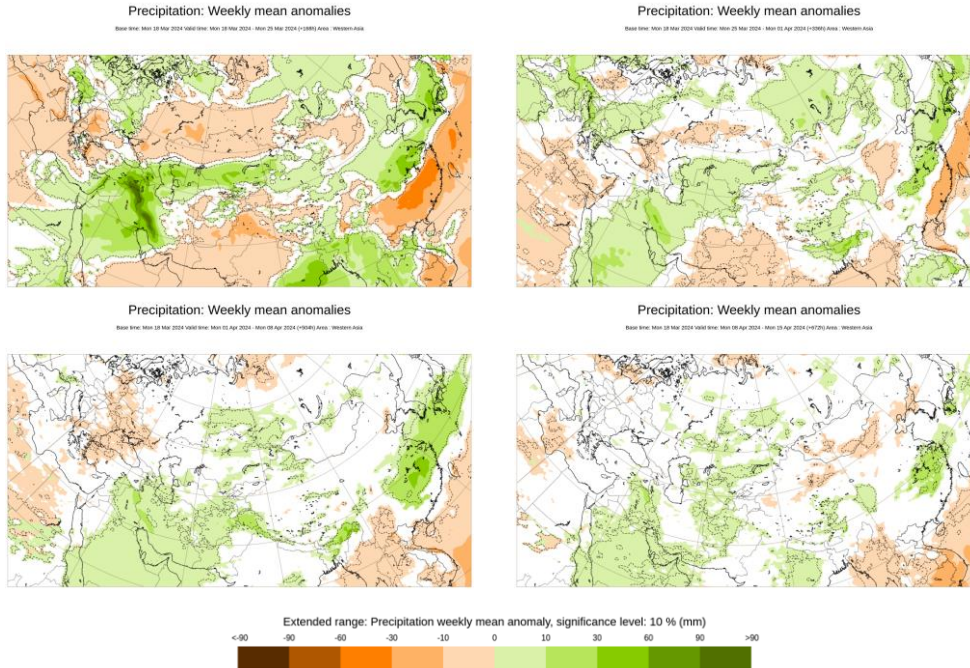 Precipitation: Weekly mean anomalies
Base time: Mon 18 Mar 2024 Valid time: Mon 18 Mar 2024 - Mon 25 Mar 2024 (+168h) Area : Western Asia
Precipitation: Weekly mean anomalies
Base time: Mon 18 Mar 2024 Valid time: Mon 25 Mar 2024 - Mon 01 Apr 2024 (+336h) Area : Western Asia
Precipitation: Weekly mean anomalies
Base time: Mon 18 Mar 2024 Valid time: Mon 01 Apr 2024 - Mon 08 Apr 2024 (+504h) Area : Western Asia
Precipitation: Weekly mean anomalies
Base time: Mon 18 Mar 2024 Valid time: Mon 08 Apr 2024 - Mon 15 Apr 2024 (+672h) Area : Western Asia
Extended range: Precipitation weekly mean anomaly, significance level: 10 % (mm)
<-90 -90 -60 -30 -10 0 10 30 60 90 >90